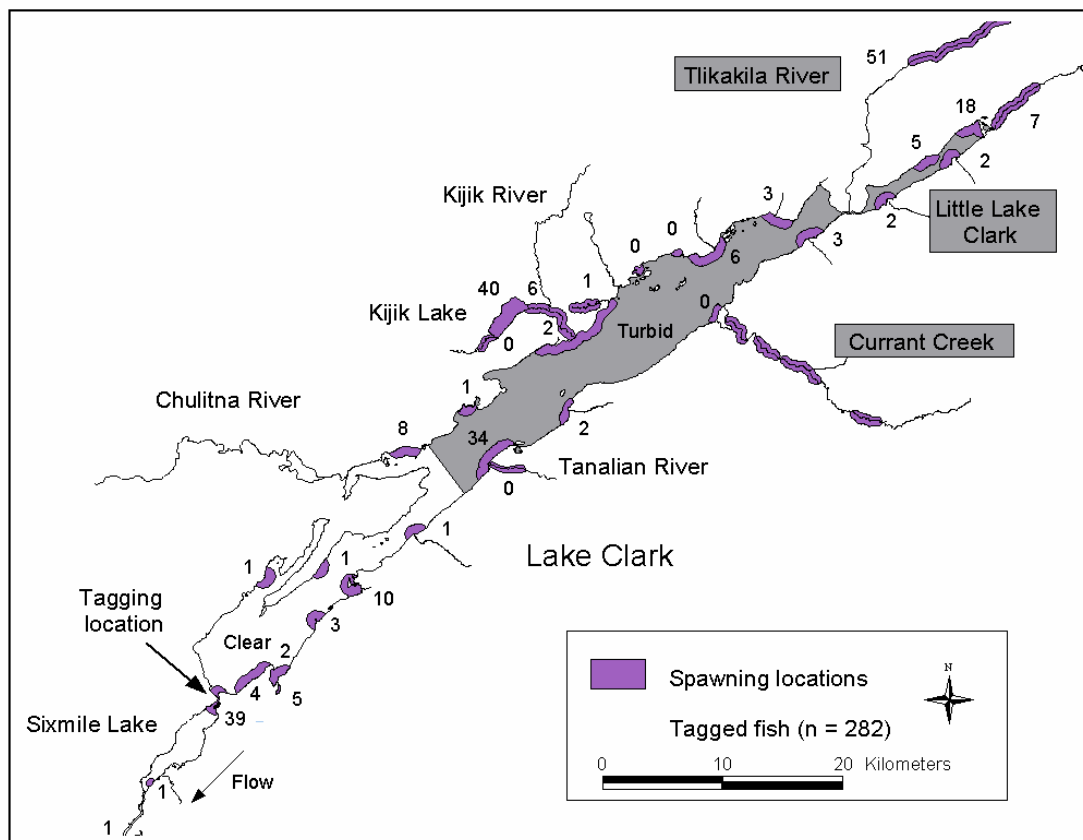 51
Tlikakila River
18
7
5
2
Kijik River
3
Little Lake
Clark
2
0
0
3
6
40
6
1
0
Kijik Lake
2
Turbid
0
Currant Creek
1
Chulitna River
8
34
2
Tanalian River
0
1
Lake Clark
1
1
Tagging
location
10
3
Clear
2
4
5
Sixmile Lake
39
Flow
1
1
Spawning locations
N
Tagged fish (n = 282)
0 10 20 Kilometers